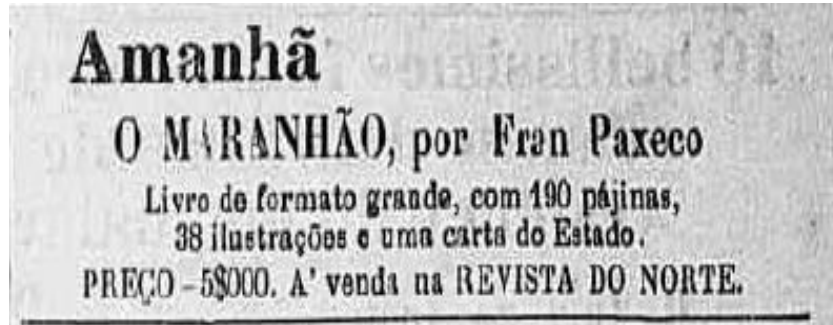 Amanhã
O MARANHÃO, por Fran Paxeco
Livro de formato grande, com 190 pájinas,
38 ilustrações e uma carta do Estado.
PREÇO - 5$000. A' venda na REVISTA DO NORTE.